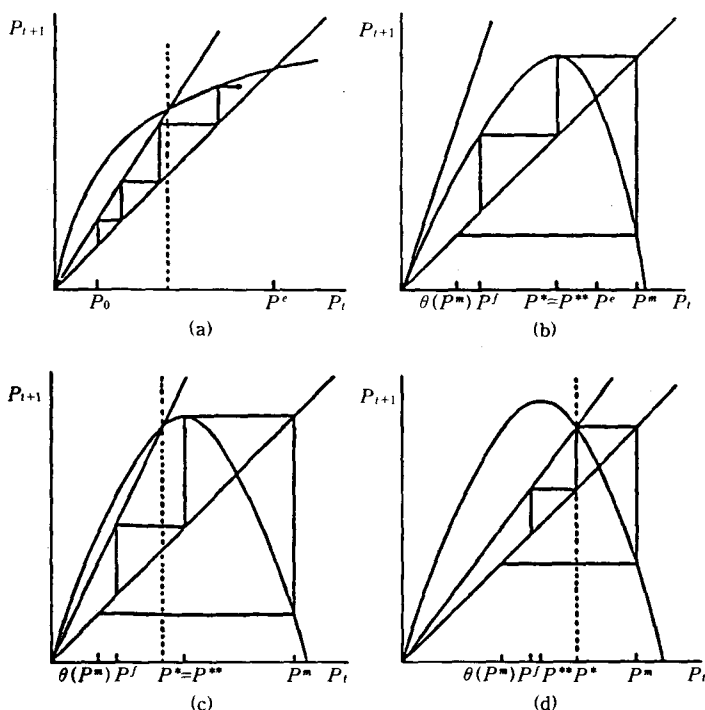 P_{t+1}
P_0 P^e P_t
(a)
P_{t+1}
θ(P^m) P^f P^*=P^{**} P^e P^m P_t
(b)
P_{t+1}
θ(P^m) P^f P^*=P^{**} P^m P_t
(c)
P_{t+1}
θ(P^m) P^f P^{**} P^* P^m P_t
(d)